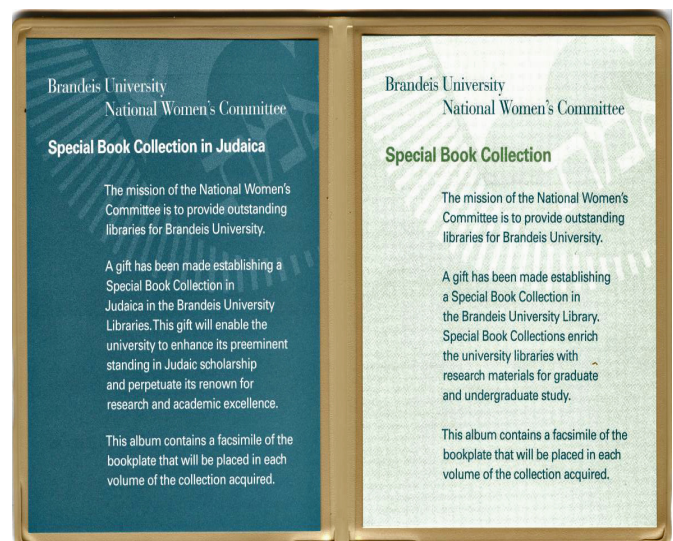 Brandeis University
National Women's Committee
Special Book Collection in Judaica
The mission of the National Women's
Committee is to provide outstanding
libraries for Brandeis University.
A gift has been made establishing a
Special Book Collection in
Judaica in the Brandeis University
Libraries. This gift will enable the
university to enhance its preeminent
standing in Judaic scholarship
and perpetuate its renown for
research and academic excellence.
This album contains a facsimile of the
bookplate that will be placed in each
volume of the collection acquired.
Brandeis University
National Women's Committee
Special Book Collection
The mission of the National Women's
Committee is to provide outstanding
libraries for Brandeis University.
A gift has been made establishing
a Special Book Collection in
the Brandeis University Library.
Special Book Collections enrich
the university libraries with
research materials for graduate
and undergraduate study.
This album contains a facsimile of the
bookplate that will be placed in each
volume of the collection acquired.